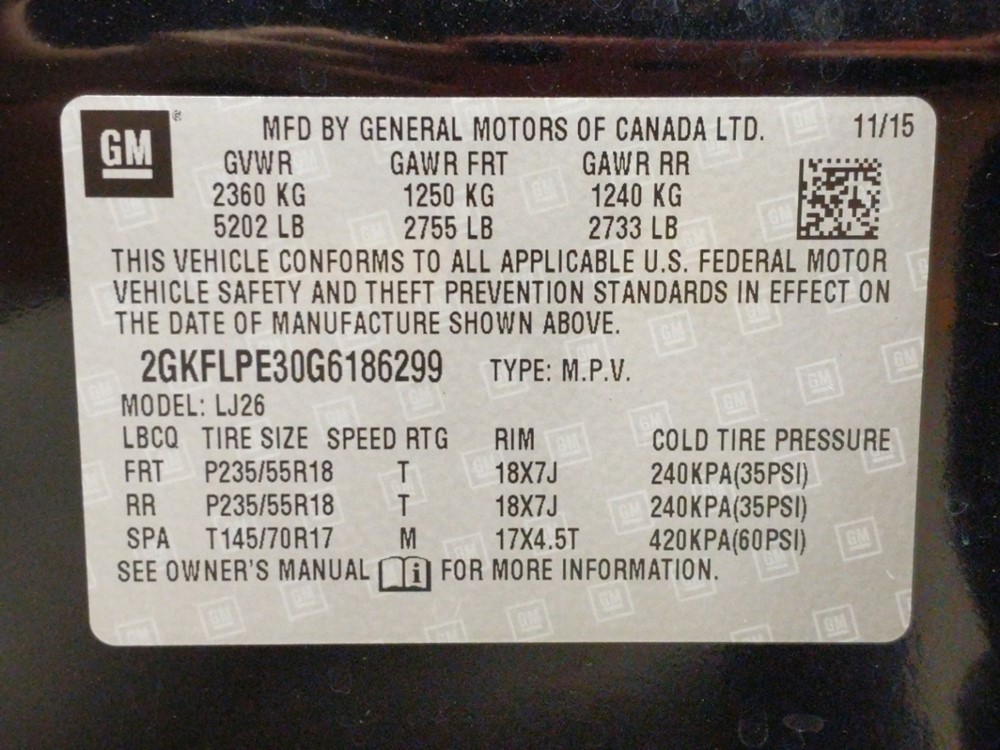 GM®
MFD BY GENERAL MOTORS OF CANADA LTD. 11/15
GVWR GAWR FRT GAWR RR
2360 KG 1250 KG 1240 KG
5202 LB 2755 LB 2733 LB
THIS VEHICLE CONFORMS TO ALL APPLICABLE U.S. FEDERAL MOTOR
VEHICLE SAFETY AND THEFT PREVENTION STANDARDS IN EFFECT ON
THE DATE OF MANUFACTURE SHOWN ABOVE.
2GKFLPE30G6186299 TYPE: M.P.V.
MODEL: LJ26
LBCQ TIRE SIZE SPEED RTG RIM COLD TIRE PRESSURE
FRT P235/55R18 T 18X7J 240KPA(35PSI)
RR P235/55R18 T 18X7J 240KPA(35PSI)
SPA T145/70R17 M 17X4.5T 420KPA(60PSI)
SEE OWNER'S MANUAL i FOR MORE INFORMATION.